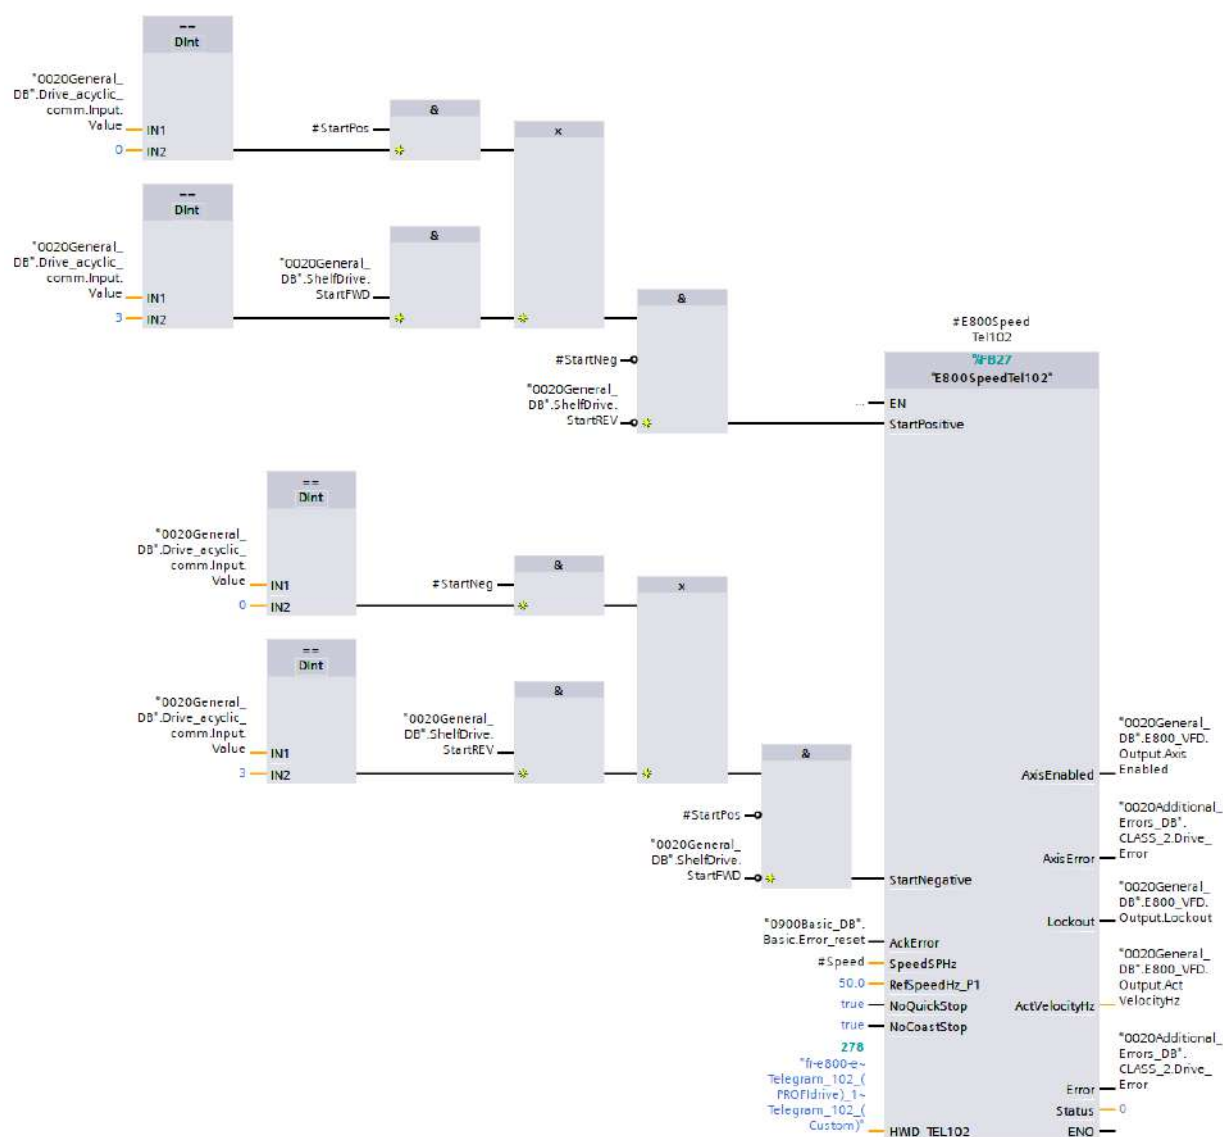 ==
DInt
"0020General_
DB".Drive_acyclic_
comm.Input.
Value
IN1
0
IN2
#StartPos
&
x
==
DInt
"0020General_
DB".Drive_acyclic_
comm.Input.
Value
IN1
3
IN2
"0020General_
DB".ShelfDrive.
StartFWD
&
&
#StartNeg
"0020General_
DB".ShelfDrive.
StartREV
#E800Speed
Tel102
%FB27
"E800SpeedTel102"
... EN
StartPositive
==
DInt
"0020General_
DB".Drive_acyclic_
comm.Input.
Value
IN1
0
IN2
#StartNeg
&
x
==
DInt
"0020General_
DB".Drive_acyclic_
comm.Input.
Value
IN1
3
IN2
"0020General_
DB".ShelfDrive.
StartREV
&
&
#StartPos
"0020General_
DB".ShelfDrive.
StartFWD
StartNegative
"0900Basic_DB".
Basic.Error_reset
AckError
#Speed
SpeedSPHz
50.0
RefSpeedHz_P1
true
NoQuickStop
true
NoCoastStop
278
"fr-e800-e~
Telegram_102_(
PROFIdrive)_1~
Telegram_102_(
Custom)"
HWID_TEL102
AxisEnabled
"0020General_
DB".E800_VFD.
Output.Axis
Enabled
AxisError
"0020Additional_
Errors_DB".
CLASS_2.Drive_
Error
Lockout
"0020General_
DB".E800_VFD.
Output.Lockout
ActVelocityHz
"0020General_
DB".E800_VFD.
Output.Act
VelocityHz
Error
"0020Additional_
Errors_DB".
CLASS_2.Drive_
Error
Status
0
ENO